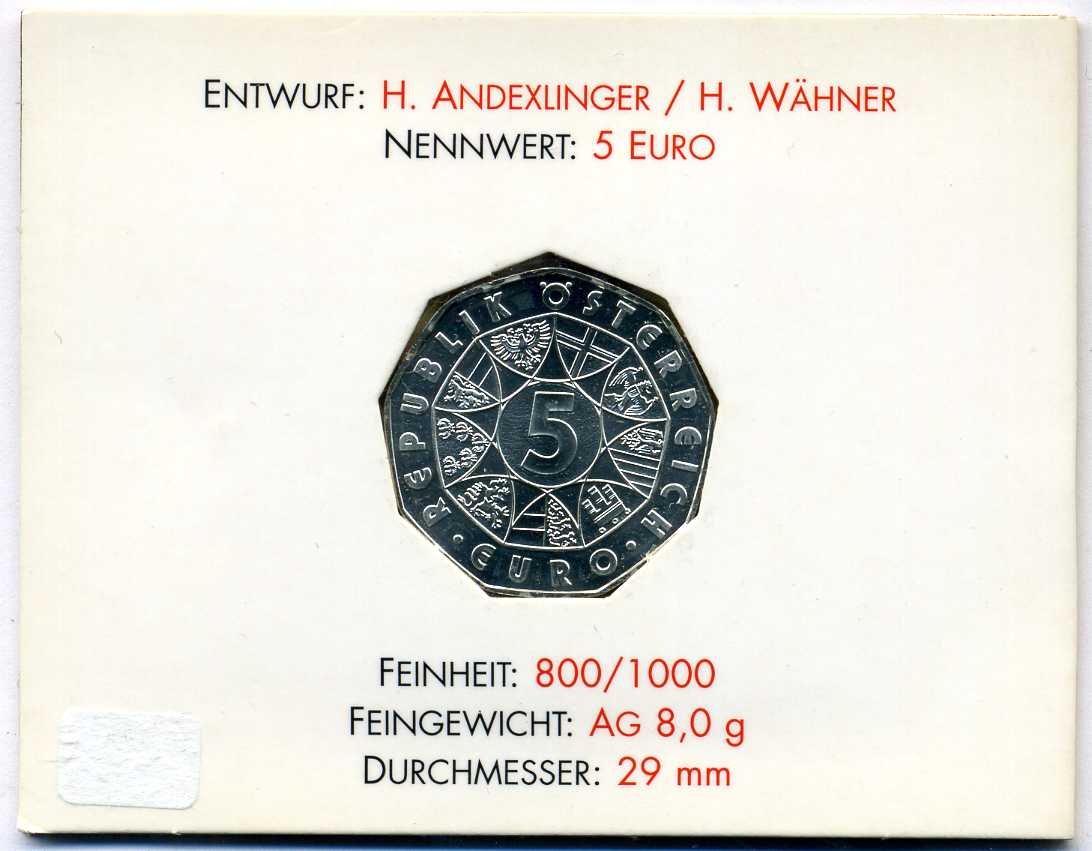 ENTWURF: H. ANDEXLINGER / H. WÄHNER
NENNWERT: 5 EURO
REPUBLIK ÖSTERREICH
5
· EURO ·
FEINHEIT: 800/1000
FEINGEWICHT: AG 8,0 g
DURCHMESSER: 29 mm